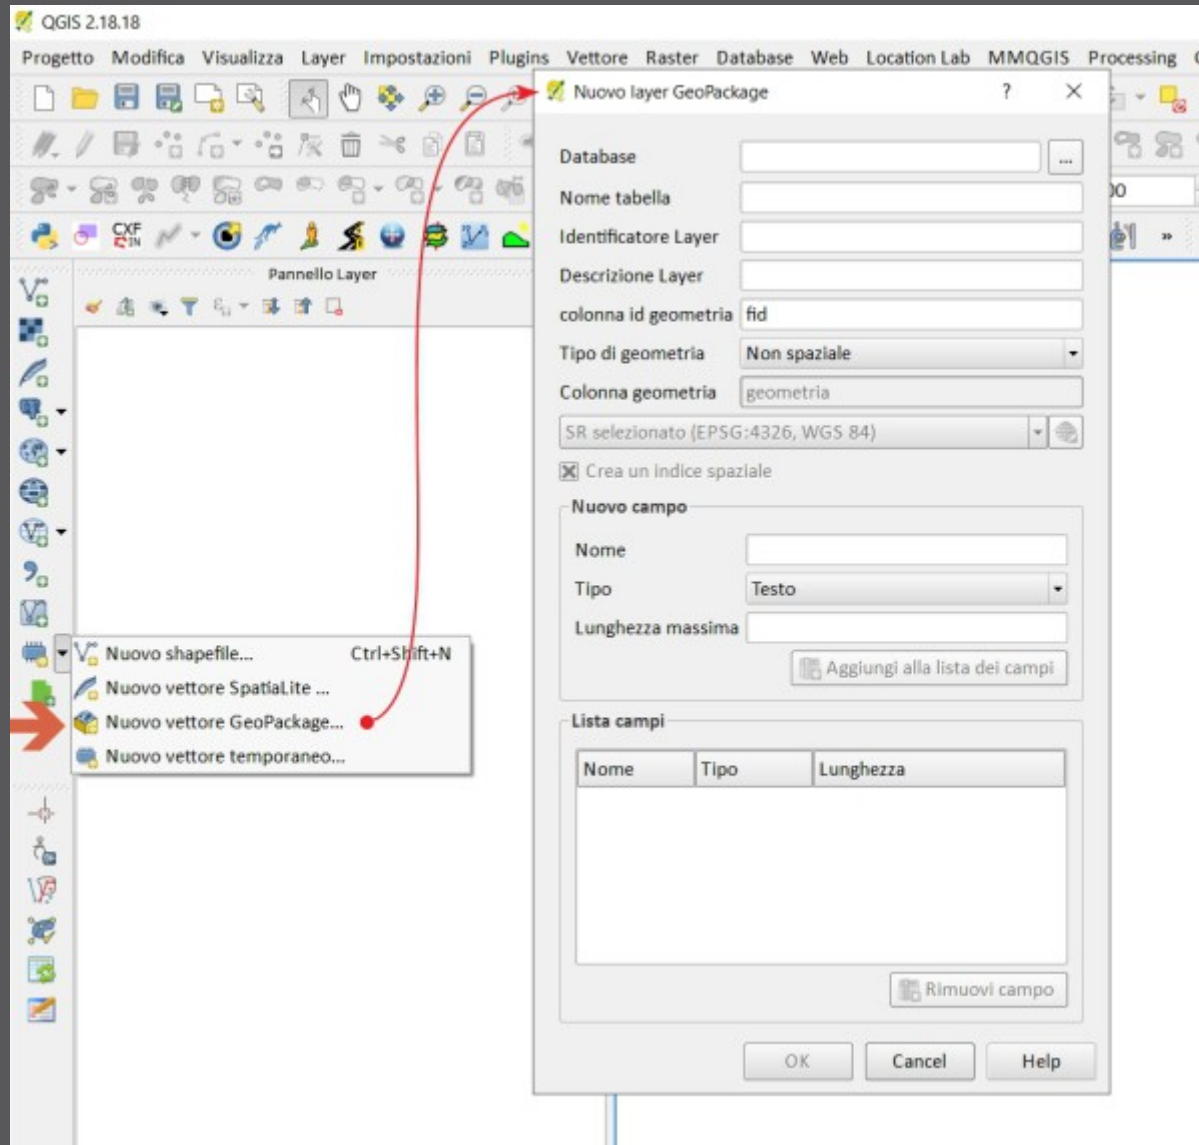 QGIS 2.18.18
Progetto Modifica Visualizza Layer Impostazioni Plugins Vettore Raster Database Web Location Lab MMQGIS Processing
Nuovo layer GeoPackage ? ×
Database ...
Nome tabella
00
CXF
IN
Identificatore Layer
»
Pannello Layer
Descrizione Layer
colonna id geometria fid
Tipo di geometria Non spaziale
Colonna geometria geometria
SR selezionato (EPSG:4326, WGS 84)
Crea un indice spaziale
Nuovo campo
Nome
Tipo Testo
Lunghezza massima
Aggiungi alla lista dei campi
Nuovo shapefile... Ctrl+Shift+N
Nuovo vettore SpatiaLite ...
Nuovo vettore GeoPackage...
Nuovo vettore temporaneo...
Lista campi
Nome Tipo Lunghezza
Rimuovi campo
OK Cancel Help